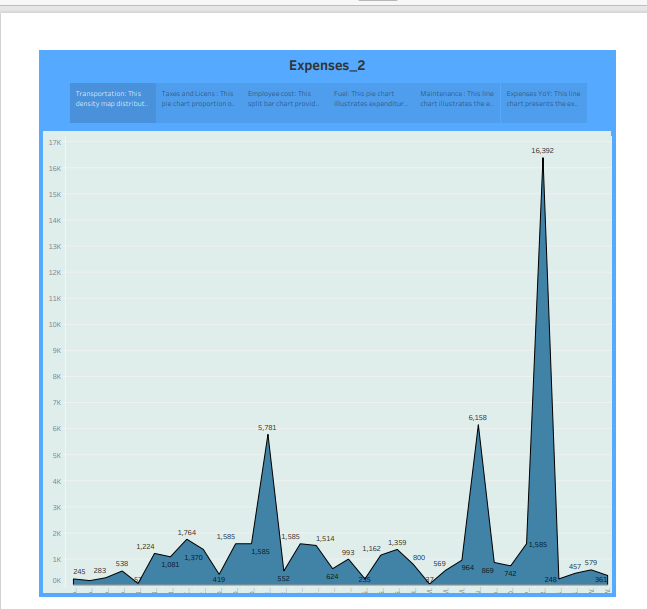 Expenses_2
Transportation: This
density map distribut..
Taxes and Licens.. : This
pie chart proportion o..
Employee cost: This
split bar chart provid..
Fuel: This pie chart
illustrates expenditur..
Maintenance : This line
chart illustrates the e..
Expenses YoY: This line
chart presents the ex..
17K
16K
15K
14K
13K
12K
11K
10K
9K
8K
7K
6K
5K
4K
3K
2K
1K
0K
245
283
538
1,224
1,081
1,764
1,370
419
1,585
1,585
5,781
552
1,585
1,514
624
993
1,162
1,359
800
569
964
6,158
869
742
1,585
16,392
248
457
579
361